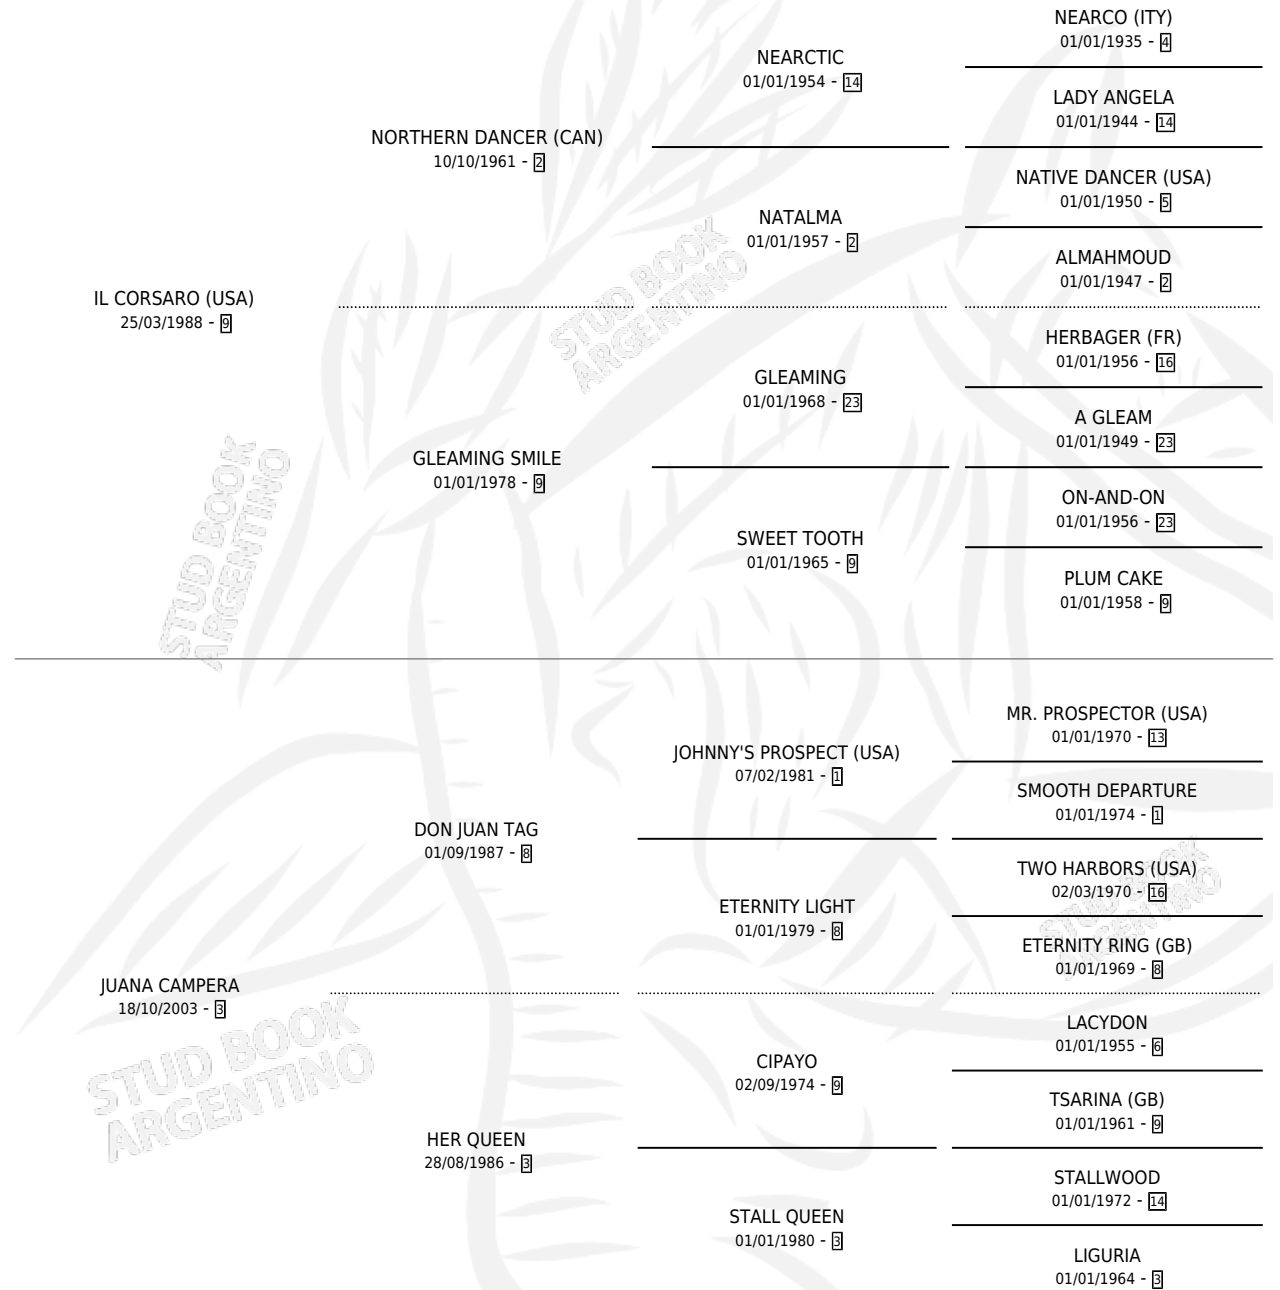 NEARCO (ITY)
01/01/1935 - 4
NEARCTIC
01/01/1954 - 14
LADY ANGELA
01/01/1944 - 14
NORTHERN DANCER (CAN)
10/10/1961 - 2
NATIVE DANCER (USA)
01/01/1950 - 5
NATALMA
01/01/1957 - 2
ALMAHMOUD
01/01/1947 - 2
IL CORSARO (USA)
25/03/1988 - 9
HERBAGER (FR)
01/01/1956 - 16
GLEAMING
01/01/1968 - 23
A GLEAM
01/01/1949 - 23
GLEAMING SMILE
01/01/1978 - 9
ON-AND-ON
01/01/1956 - 23
SWEET TOOTH
01/01/1965 - 9
PLUM CAKE
01/01/1958 - 9
MR. PROSPECTOR (USA)
01/01/1970 - 13
JOHNNY'S PROSPECT (USA)
07/02/1981 - 1
SMOOTH DEPARTURE
01/01/1974 - 1
DON JUAN TAG
01/09/1987 - 8
TWO HARBORS (USA)
02/03/1970 - 16
ETERNITY LIGHT
01/01/1979 - 8
ETERNITY RING (GB)
01/01/1969 - 8
JUANA CAMPERA
18/10/2003 - 3
LACYDON
01/01/1955 - 6
CIPAYO
02/09/1974 - 9
TSARINA (GB)
01/01/1961 - 9
HER QUEEN
28/08/1986 - 3
STALLWOOD
01/01/1972 - 14
STALL QUEEN
01/01/1980 - 3
LIGURIA
01/01/1964 - 3
STUD BOOK
ARGENTINO
STUD BOOK
ARGENTINO
STUD BOOK
ARGENTINO
STUD BOOK
ARGENTINO